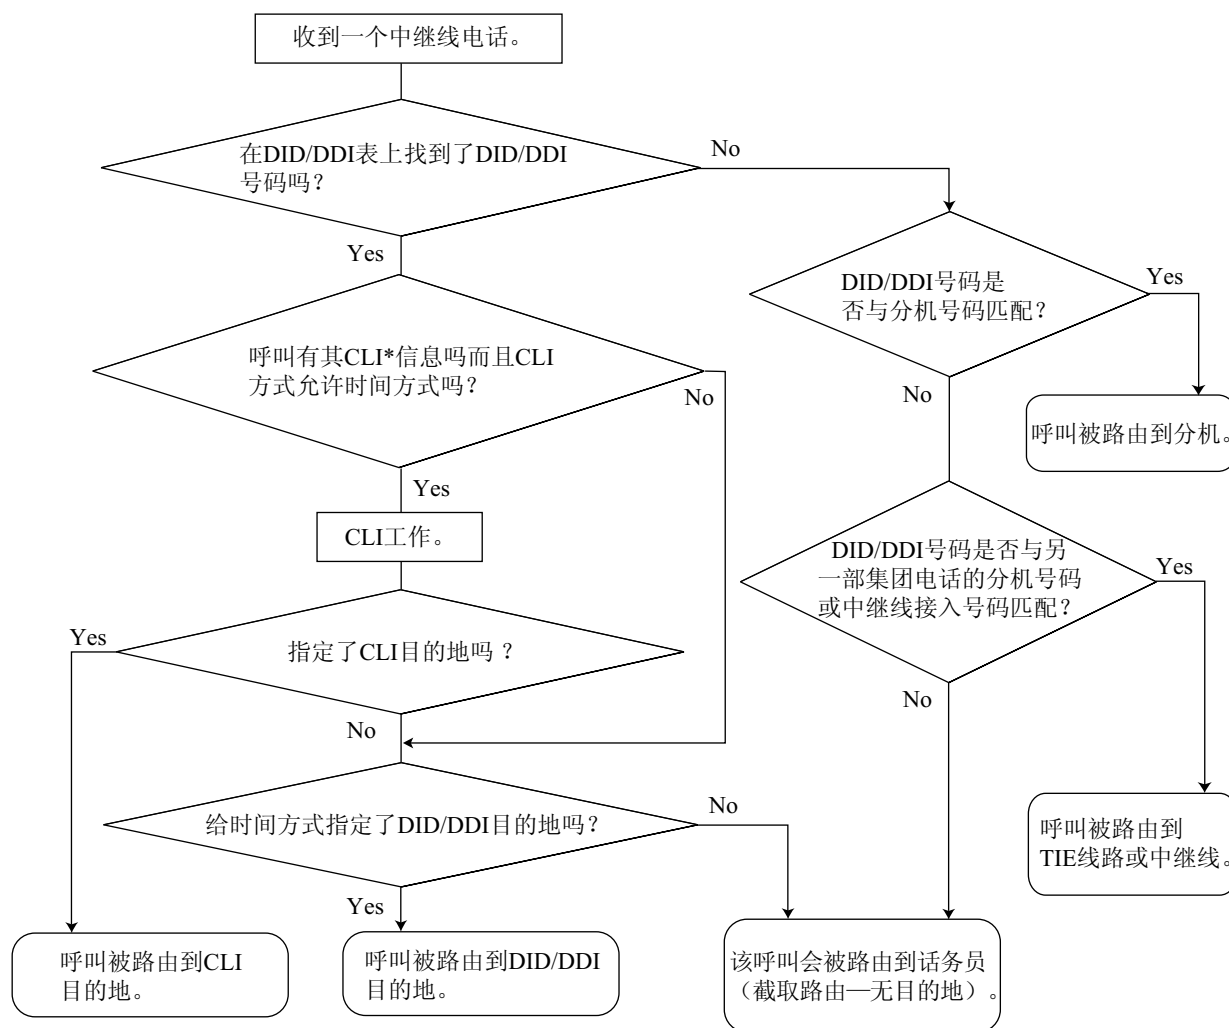 收到一个中继线电话。
在DID/DDI表上找到了DID/DDI
号码吗？
No
Yes
DID/DDI号码是
否与分机号码匹配？
Yes
No
呼叫被路由到分机。
呼叫有其CLI*信息吗而且CLI
方式允许时间方式吗？
No
Yes
CLI工作。
DID/DDI号码是否与另
一部集团电话的分机号码
或中继线接入号码匹配？
Yes
No
指定了CLI目的地吗 ？
Yes
No
给时间方式指定了DID/DDI目的地吗？
No
Yes
呼叫被路由到
TIE线路或中继线。
呼叫被路由到CLI
目的地。
呼叫被路由到DID/DDI
目的地。
该呼叫会被路由到话务员
（截取路由—无目的地）。